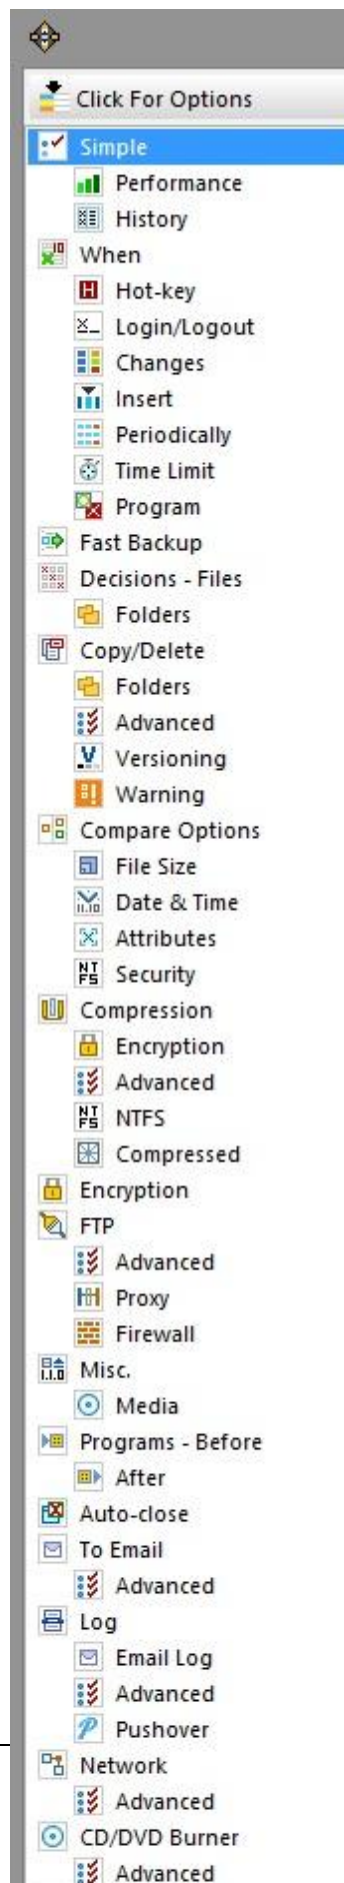 Click For Options
Simple
Performance
History
When
Hot-key
Login/Logout
Changes
Insert
Periodically
Time Limit
Program
Fast Backup
Decisions - Files
Folders
Copy/Delete
Folders
Advanced
Versioning
Warning
Compare Options
File Size
Date & Time
Attributes
Security
Compression
Encryption
Advanced
NTFS
Compressed
Encryption
FTP
Advanced
Proxy
Firewall
Misc.
Media
Programs - Before
After
Auto-close
To Email
Advanced
Log
Email Log
Advanced
Pushover
Network
Advanced
CD/DVD Burner
Advanced